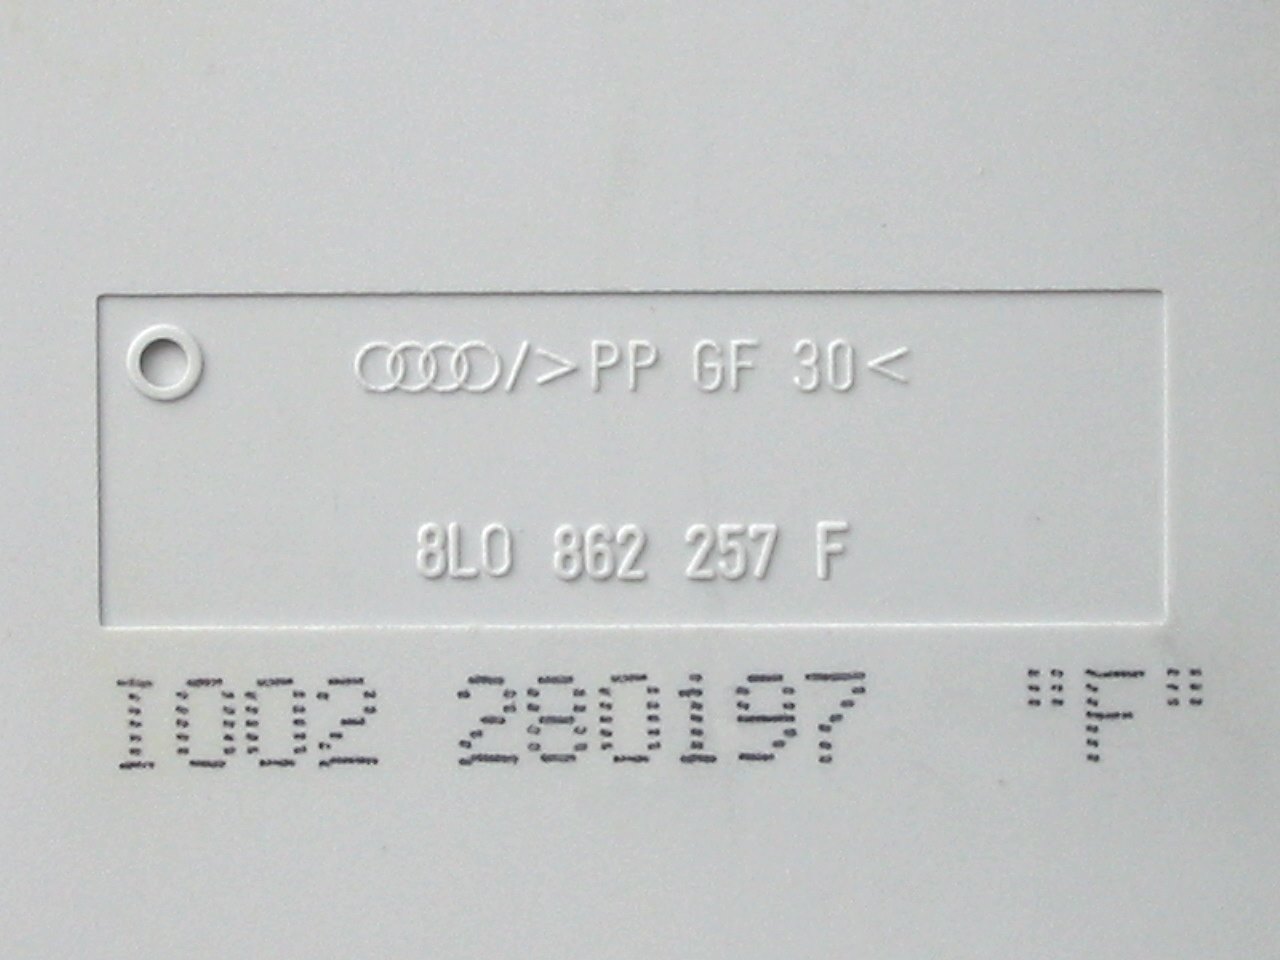 />PP GF 30<
8L0 862 257 F
I002 280197 "F"